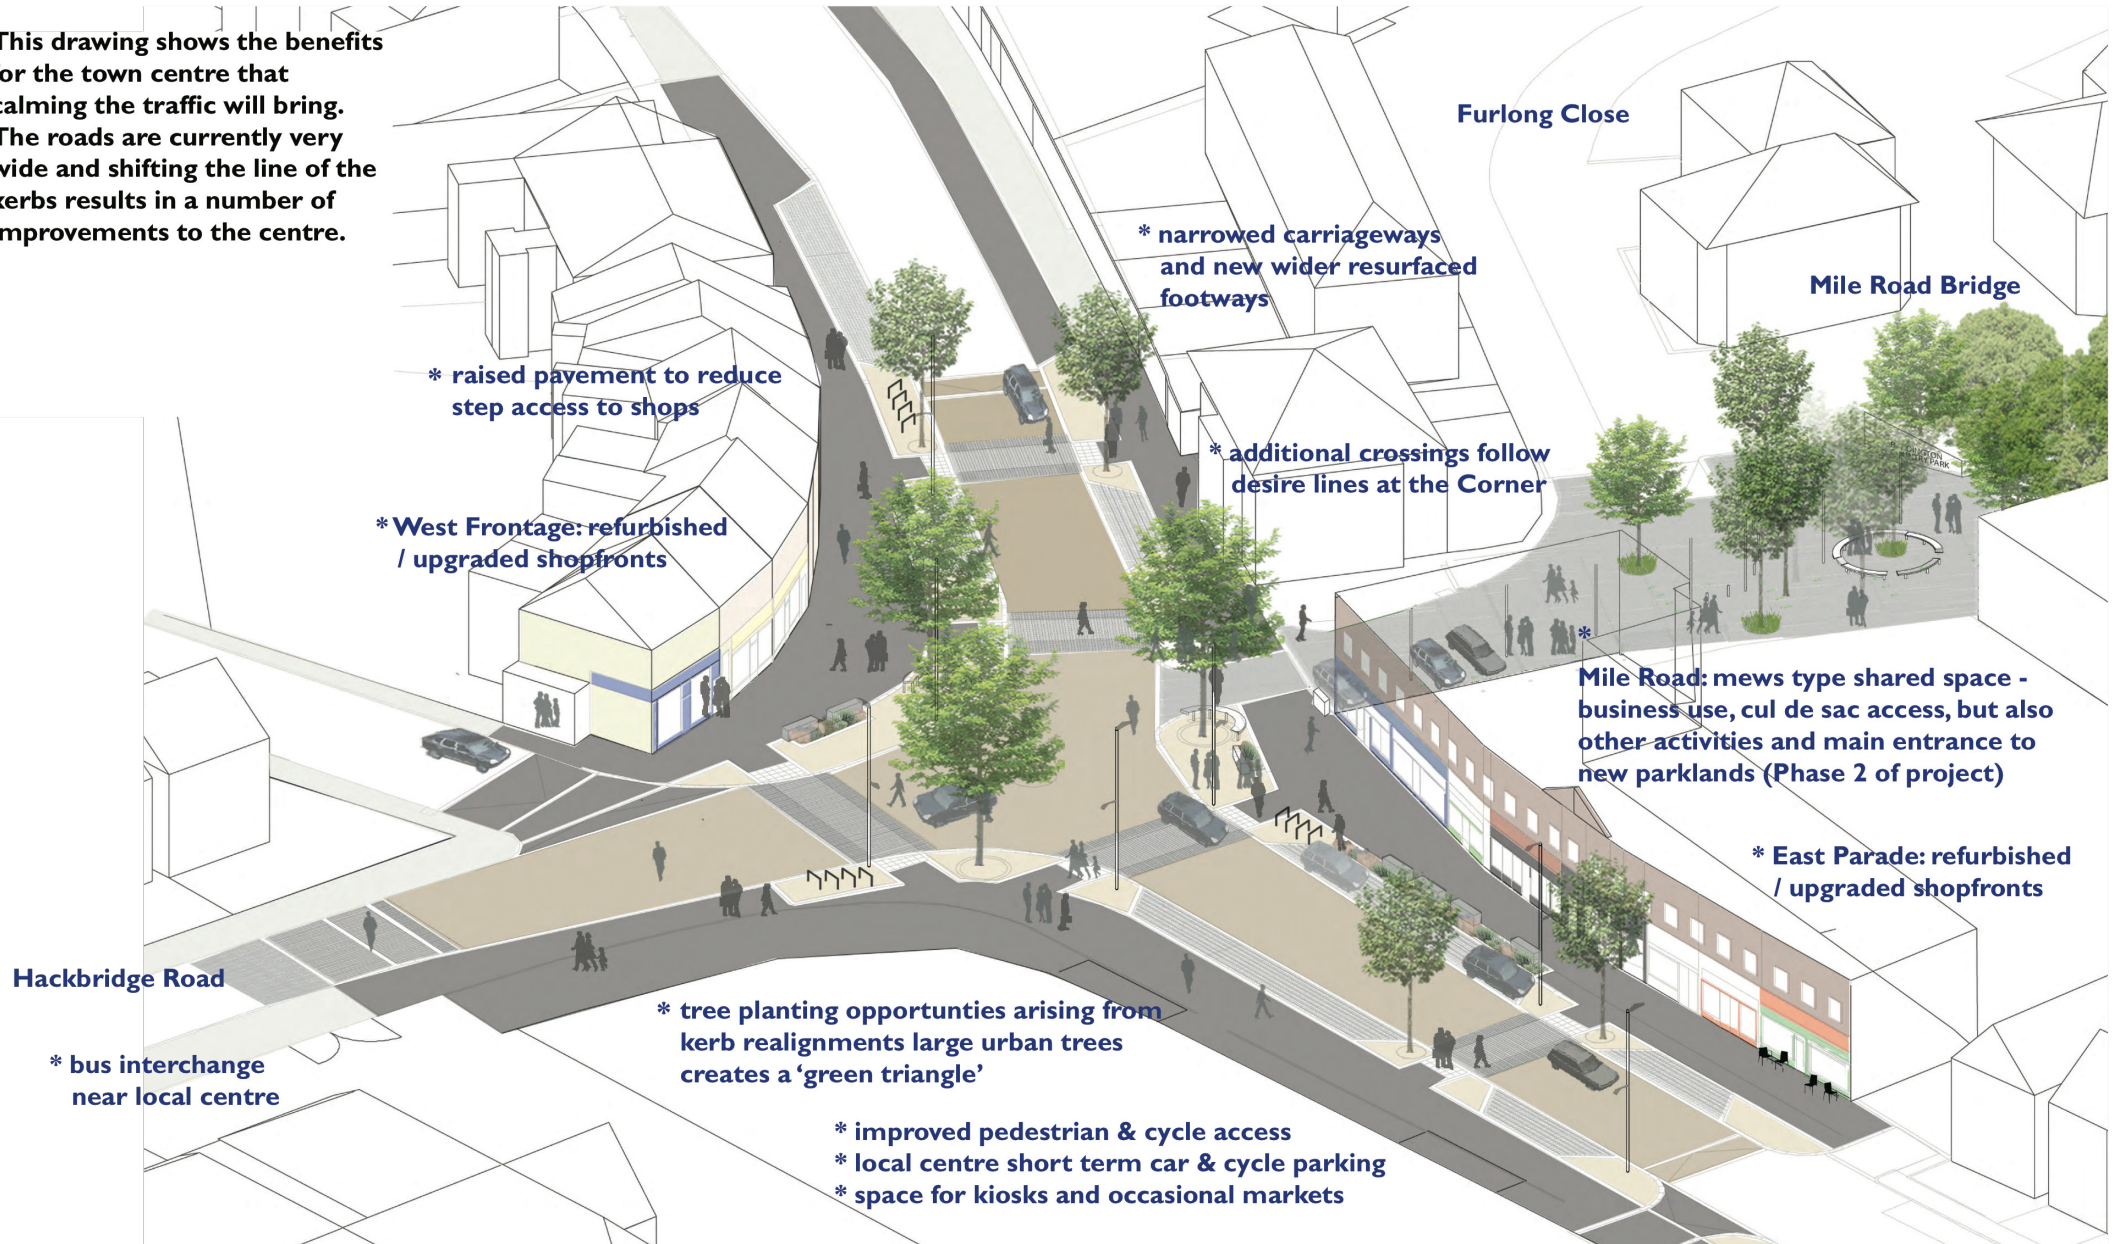 This drawing shows the benefits
for the town centre that
calming the traffic will bring.
The roads are currently very
wide and shifting the line of the
kerbs results in a number of
improvements to the centre.
Furlong Close
* narrowed carriageways
and new wider resurfaced
footways
Mile Road Bridge
* raised pavement to reduce
step access to shops
* additional crossings follow
desire lines at the Corner
PARK
* West Frontage: refurbished
/ upgraded shopfronts
*
Mile Road: mews type shared space -
business use, cul de sac access, but also
other activities and main entrance to
new parklands (Phase 2 of project)
* East Parade: refurbished
/ upgraded shopfronts
Hackbridge Road
* tree planting opportunties arising from
kerb realignments large urban trees
creates a ‘green triangle’
* bus interchange
near local centre
* improved pedestrian & cycle access
* local centre short term car & cycle parking
* space for kiosks and occasional markets